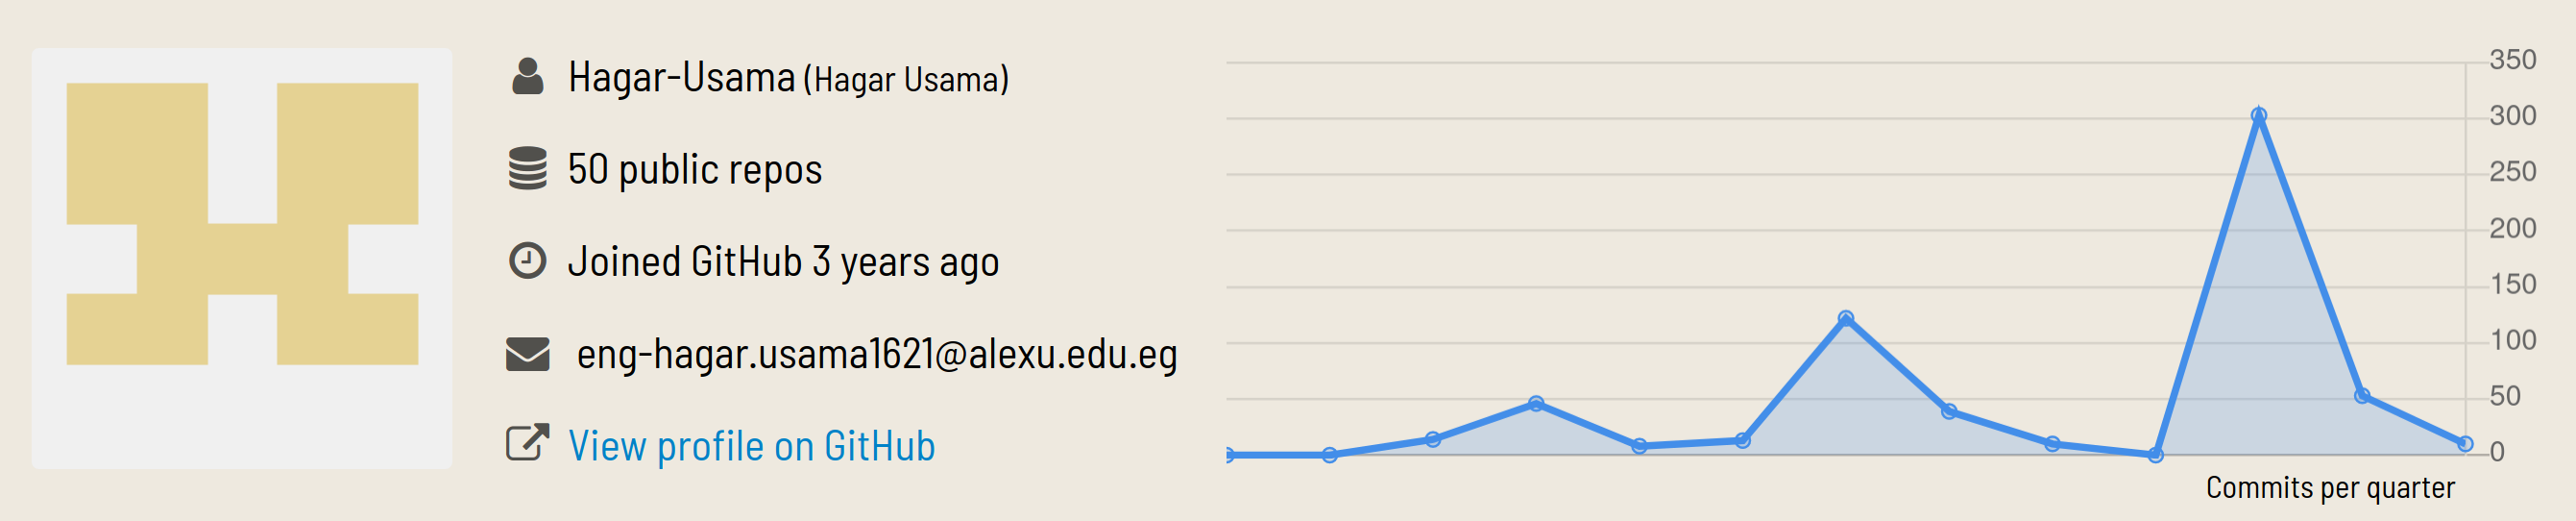 Hagar-Usama (Hagar Usama)
50 public repos
Joined GitHub 3 years ago
eng-hagar.usama1621@alexu.edu.eg
View profile on GitHub
350
300
250
200
150
100
50
0
Commits per quarter